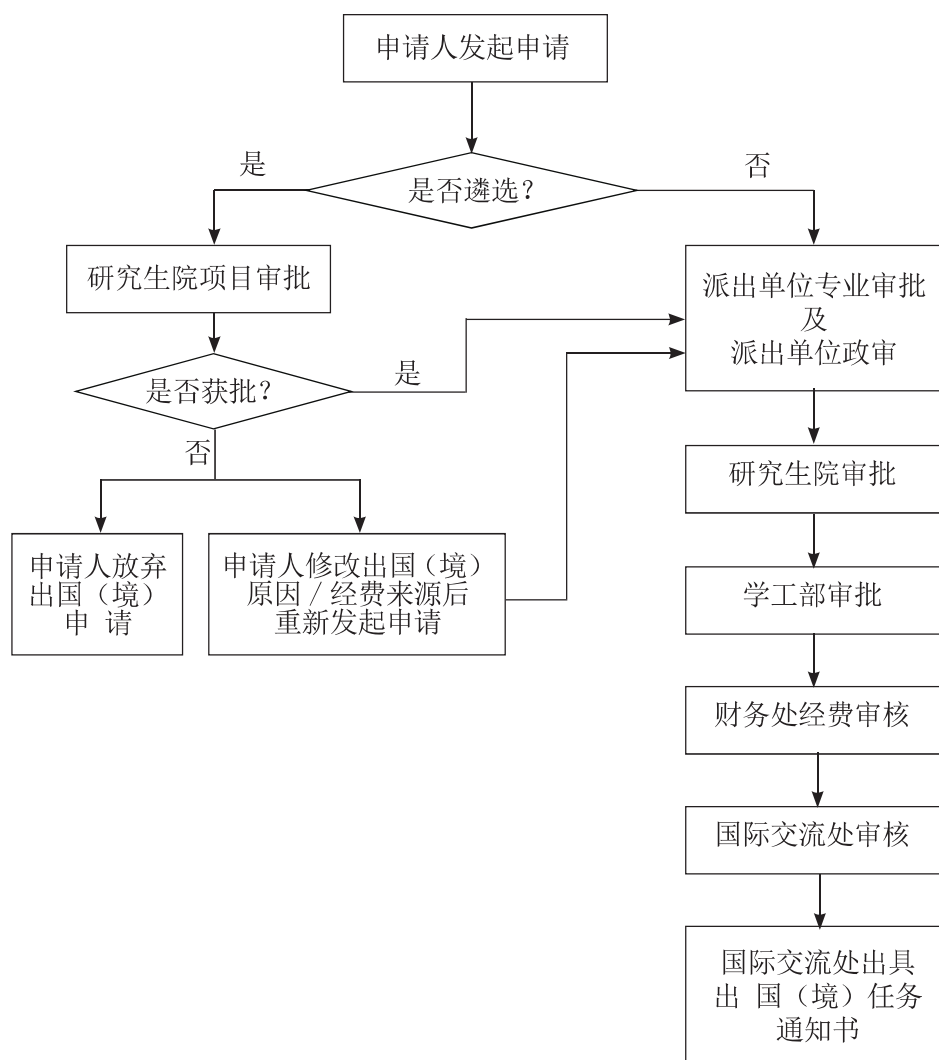 申请人发起申请
是
否
是否遴选？
研究生院项目审批
派出单位专业审批
及
派出单位政审
是否获批？
是
否
研究生院审批
申请人放弃
出国（境）
申 请
申请人修改出国（境）
原因/经费来源后
重新发起申请
学工部审批
财务处经费审核
国际交流处审核
国际交流处出具
出 国（境）任务
通知书